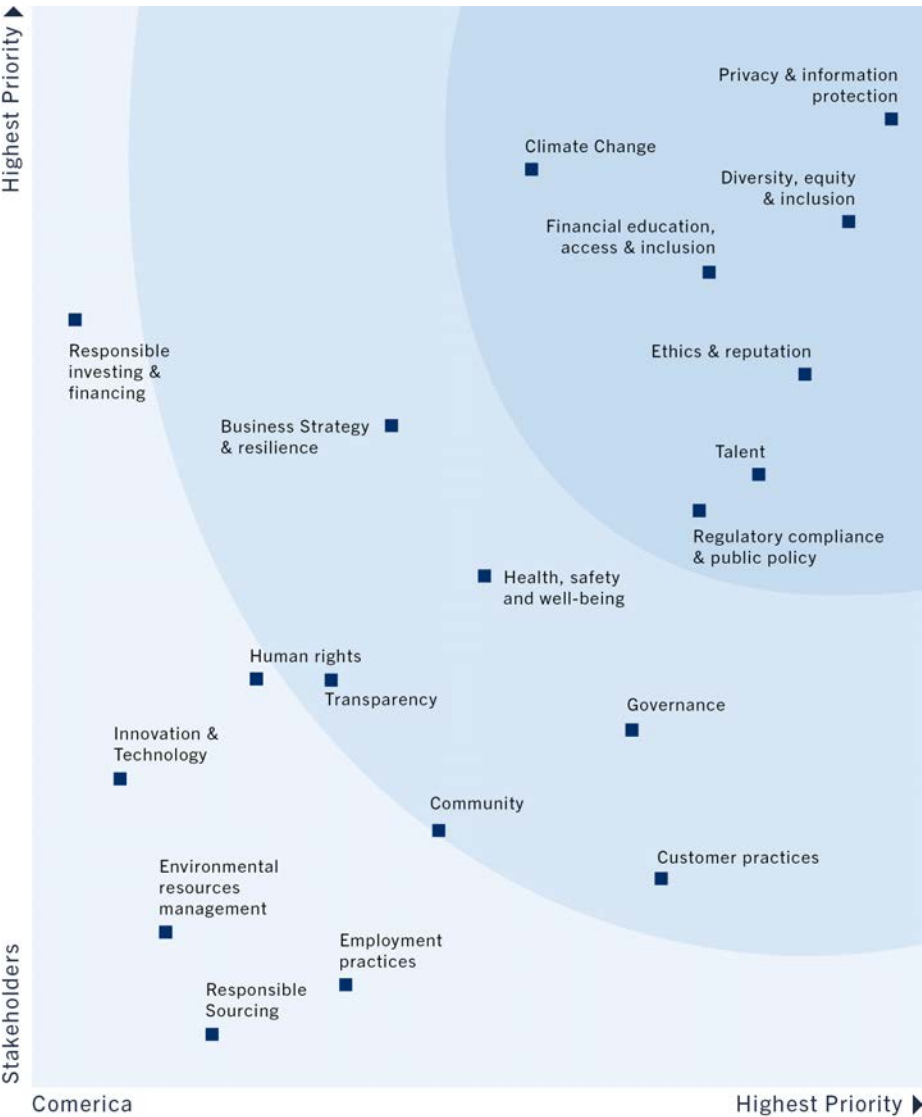 Highest Priority
Privacy & information
protection
Climate Change
Diversity, equity
& inclusion
Financial education,
access & inclusion
Responsible
investing &
financing
Ethics & reputation
Business Strategy
& resilience
Talent
Regulatory compliance
& public policy
Health, safety
and well-being
Human rights
Transparency
Governance
Innovation &
Technology
Community
Customer practices
Environmental
resources
management
Employment
practices
Responsible
Sourcing
Stakeholders
Comerica
Highest Priority